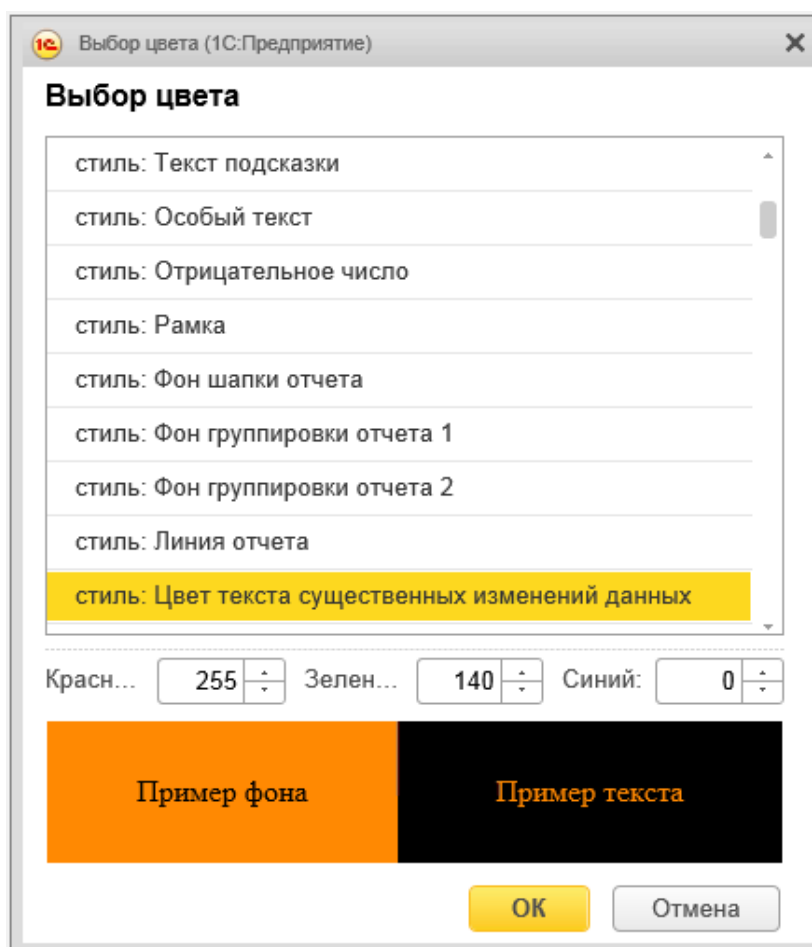 1С Выбор цвета (1С:Предприятие)
Выбор цвета
стиль: Текст подсказки
стиль: Особый текст
стиль: Отрицательное число
стиль: Рамка
стиль: Фон шапки отчета
стиль: Фон группировки отчета 1
стиль: Фон группировки отчета 2
стиль: Линия отчета
стиль: Цвет текста существенных изменений данных
Красн... 255 Зелен... 140 Синий: 0
Пример фона Пример текста
ОК Отмена